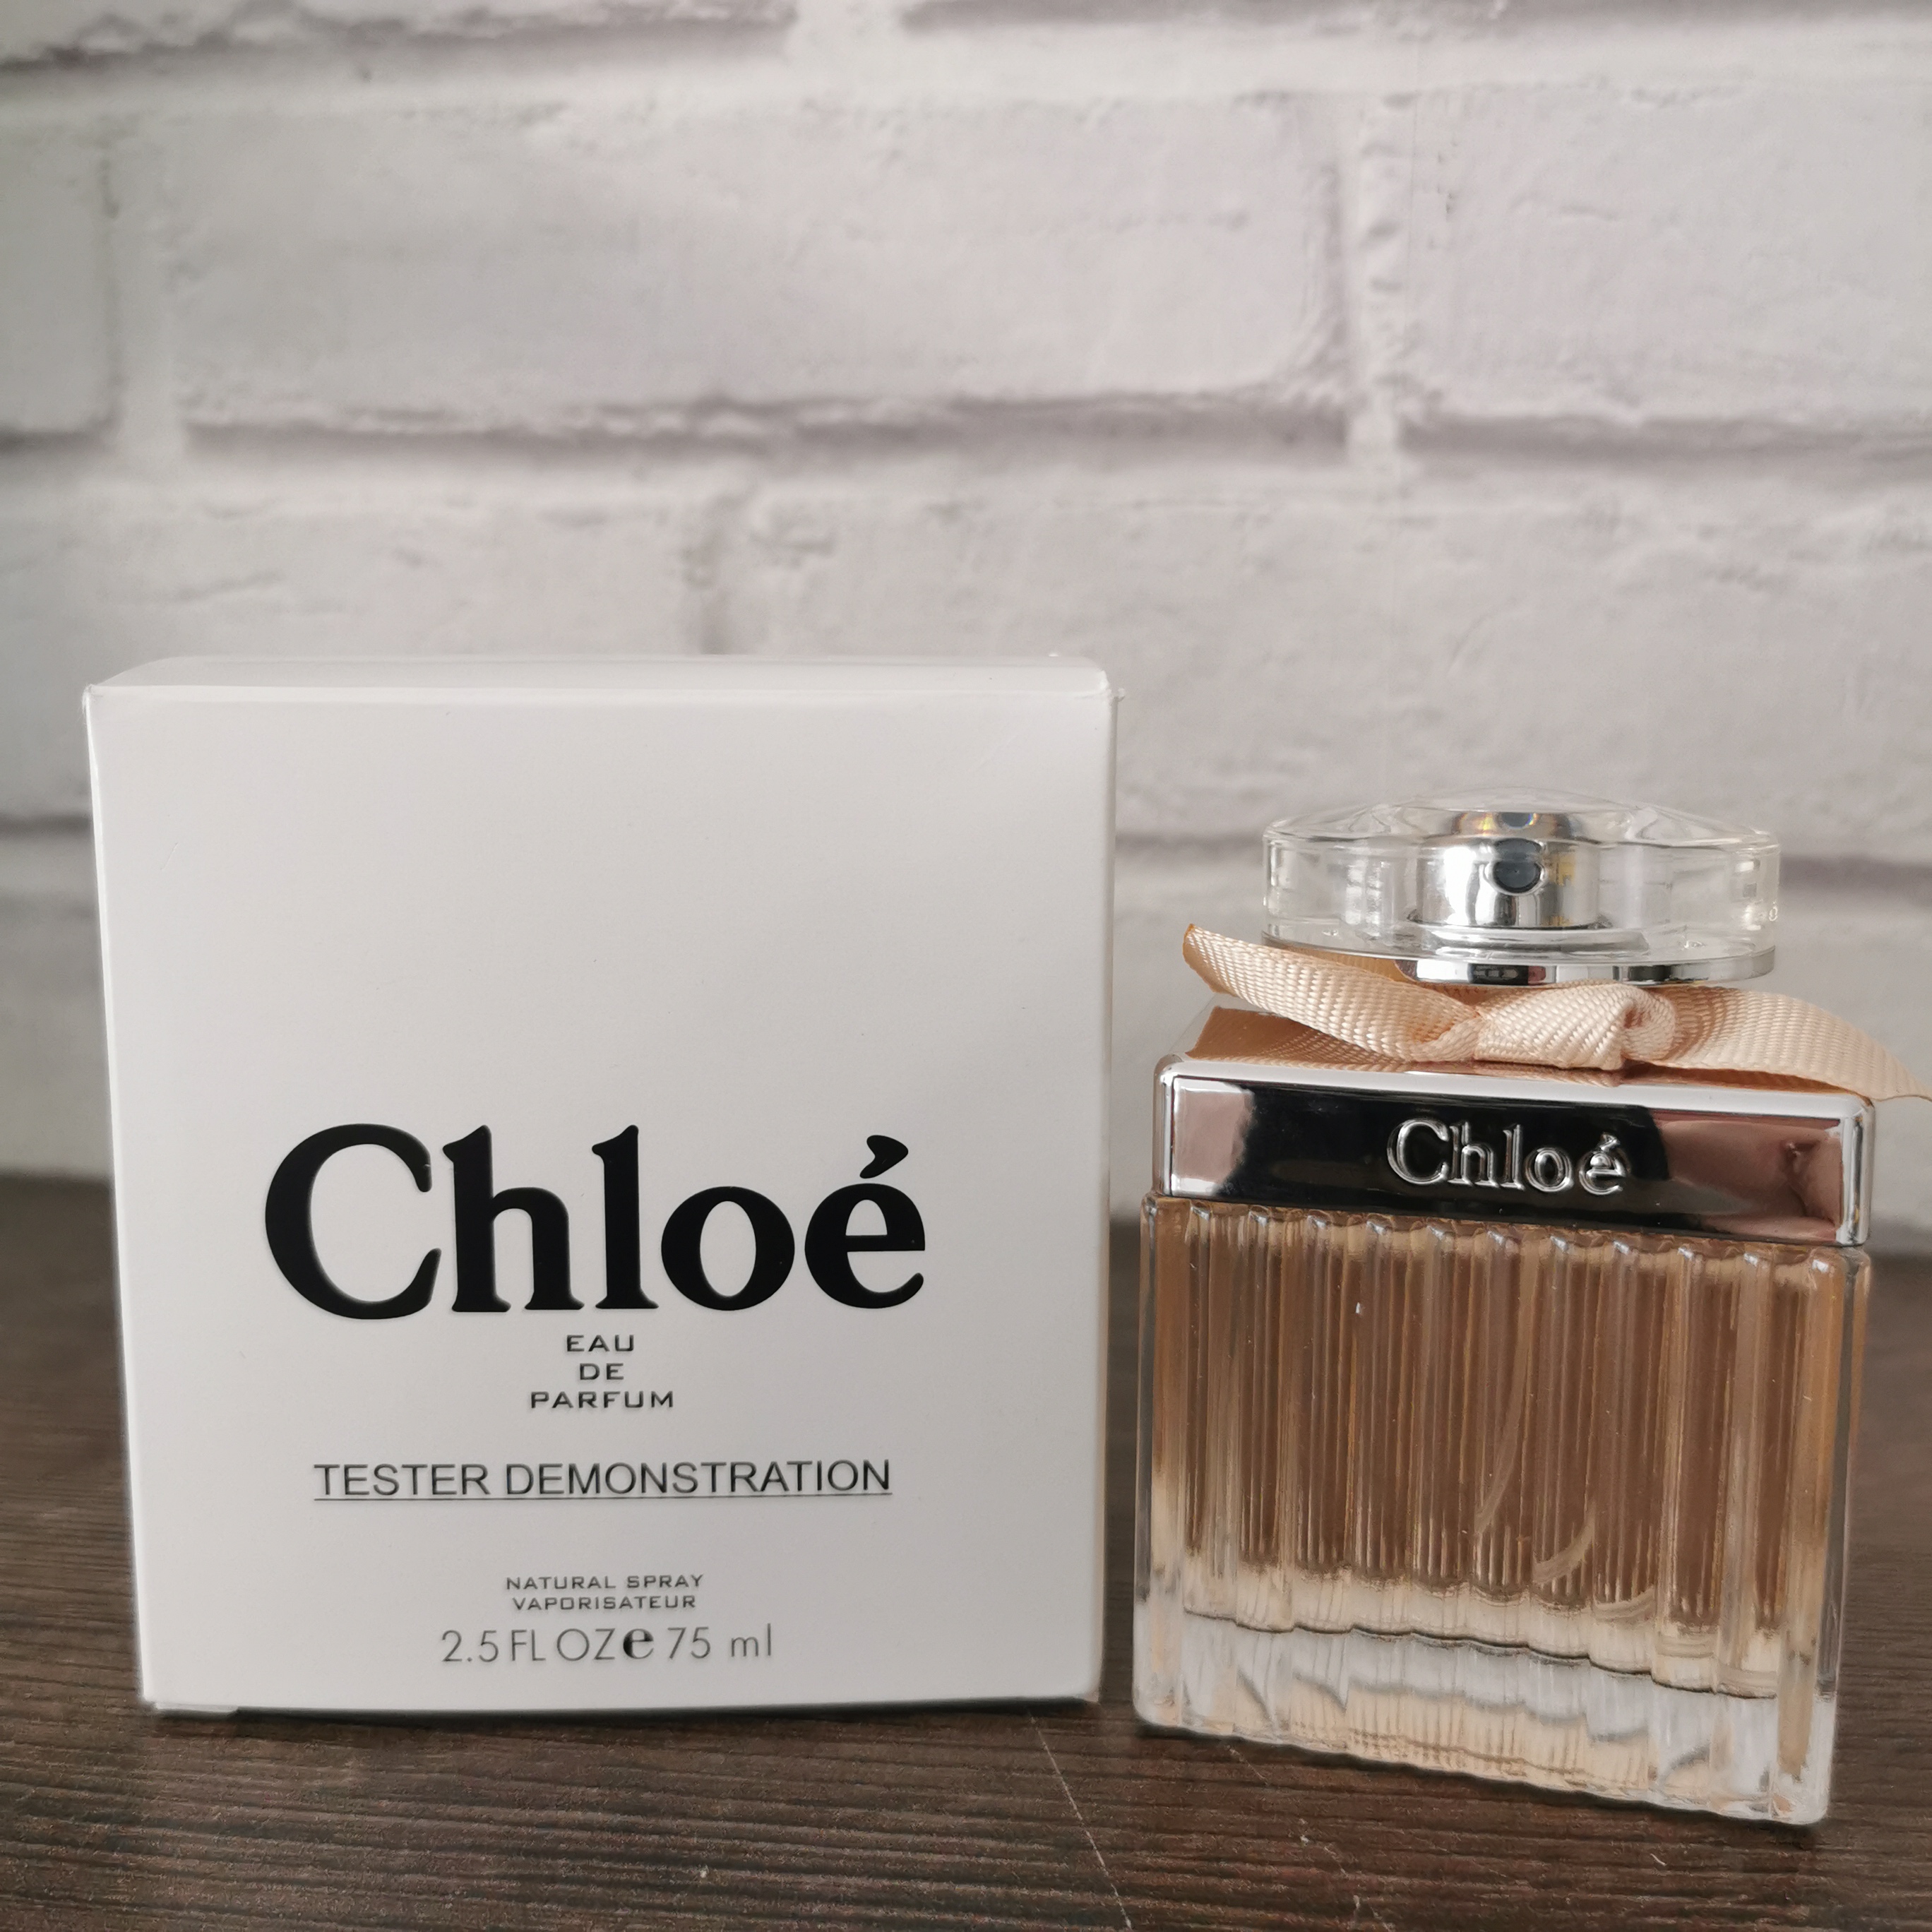 Chloé
EAU
DE
PARFUM
TESTER DEMONSTRATION
NATURAL SPRAY
VAPORISATEUR
2.5 FL OZ e 75 ml
Chloé